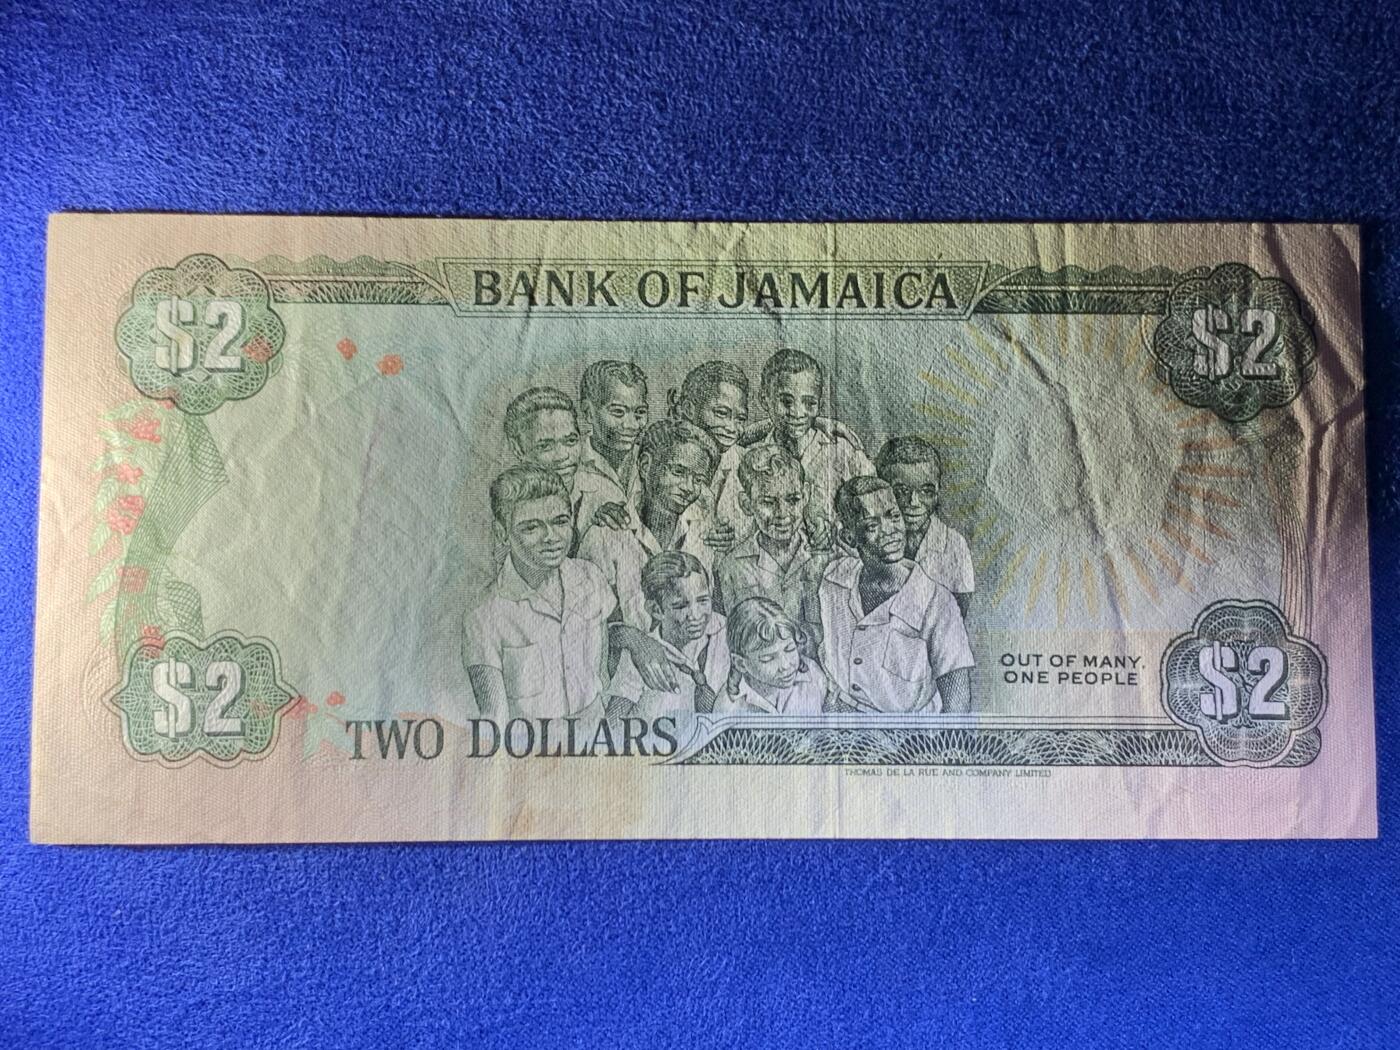 BANK OF JAMAICA
$2
$2
OUT OF MANY,
ONE PEOPLE
$2
$2
TWO DOLLARS
THOMAS DE LA RUE AND COMPANY LIMITED